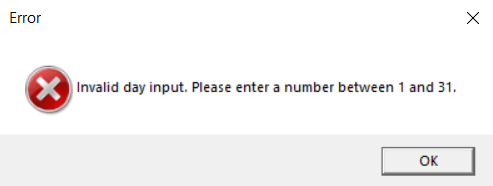 Error
Invalid day input. Please enter a number between 1 and 31.
OK